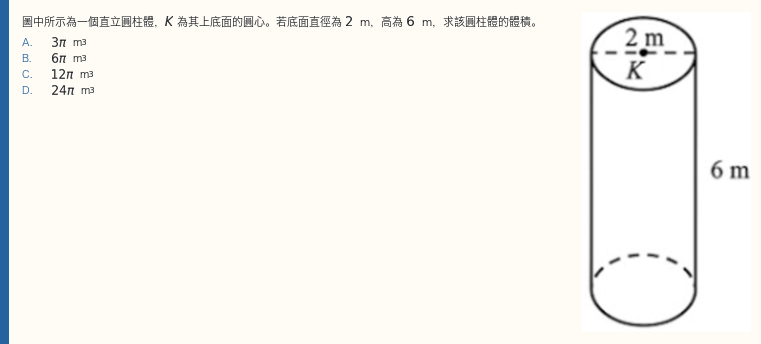 圖中所示為一個直立圓柱體，K 為其上底面的圓心。若底面直徑為 2 m，高為 6 m，求該圓柱體的體積。
A. 3π m³
B. 6π m³
C. 12π m³
D. 24π m³
2 m
K
6 m